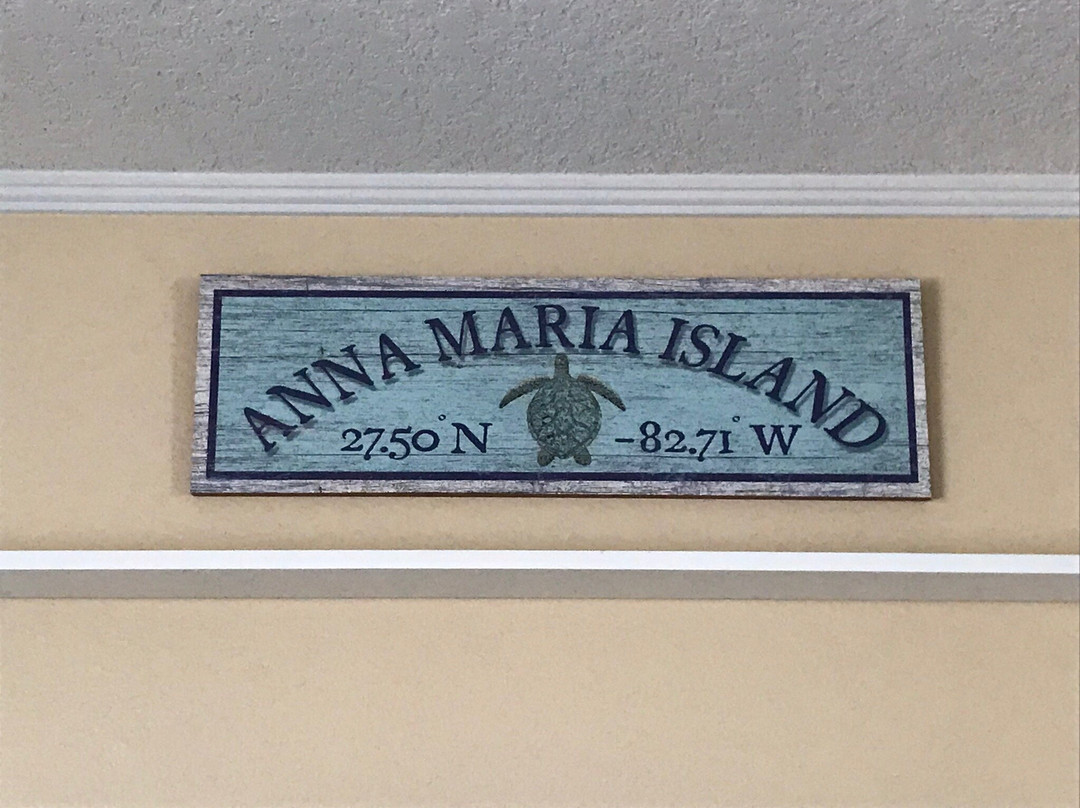 ANNA MARIA ISLAND
27.50° N -82.71° W